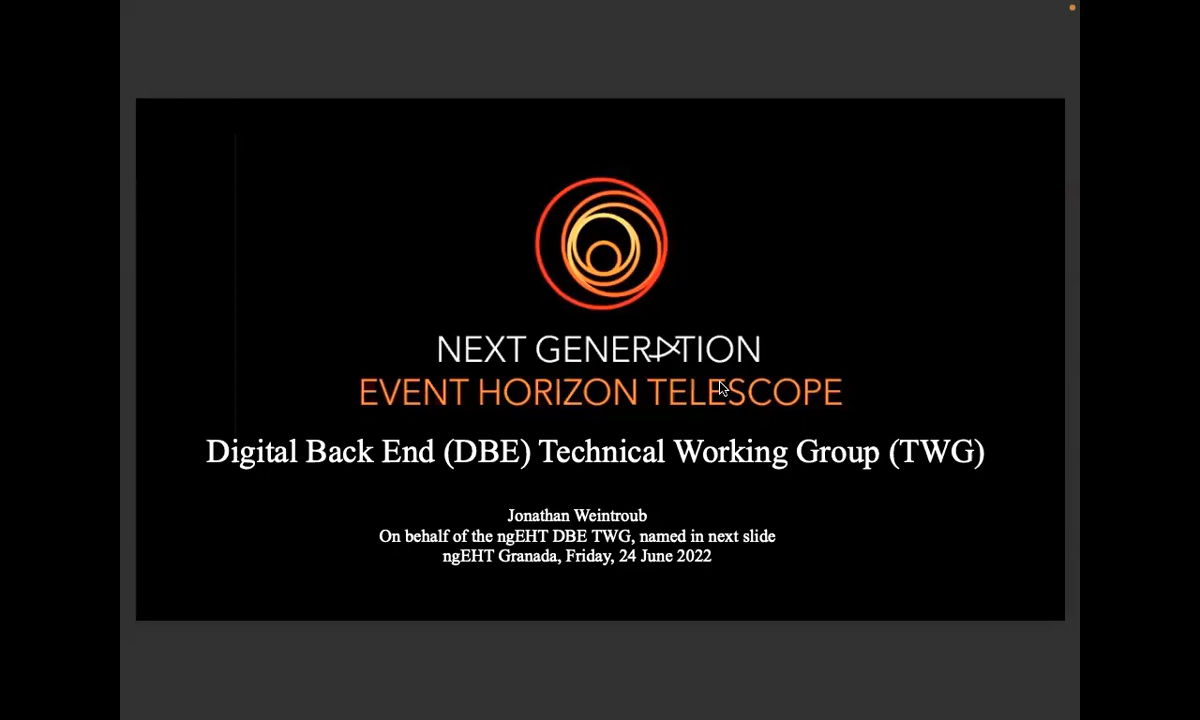 NEXT GENERATION
EVENT HORIZON TELESCOPE
Digital Back End (DBE) Technical Working Group (TWG)
Jonathan Weintroub
On behalf of the ngEHT DBE TWG, named in next slide
ngEHT Granada, Friday, 24 June 2022